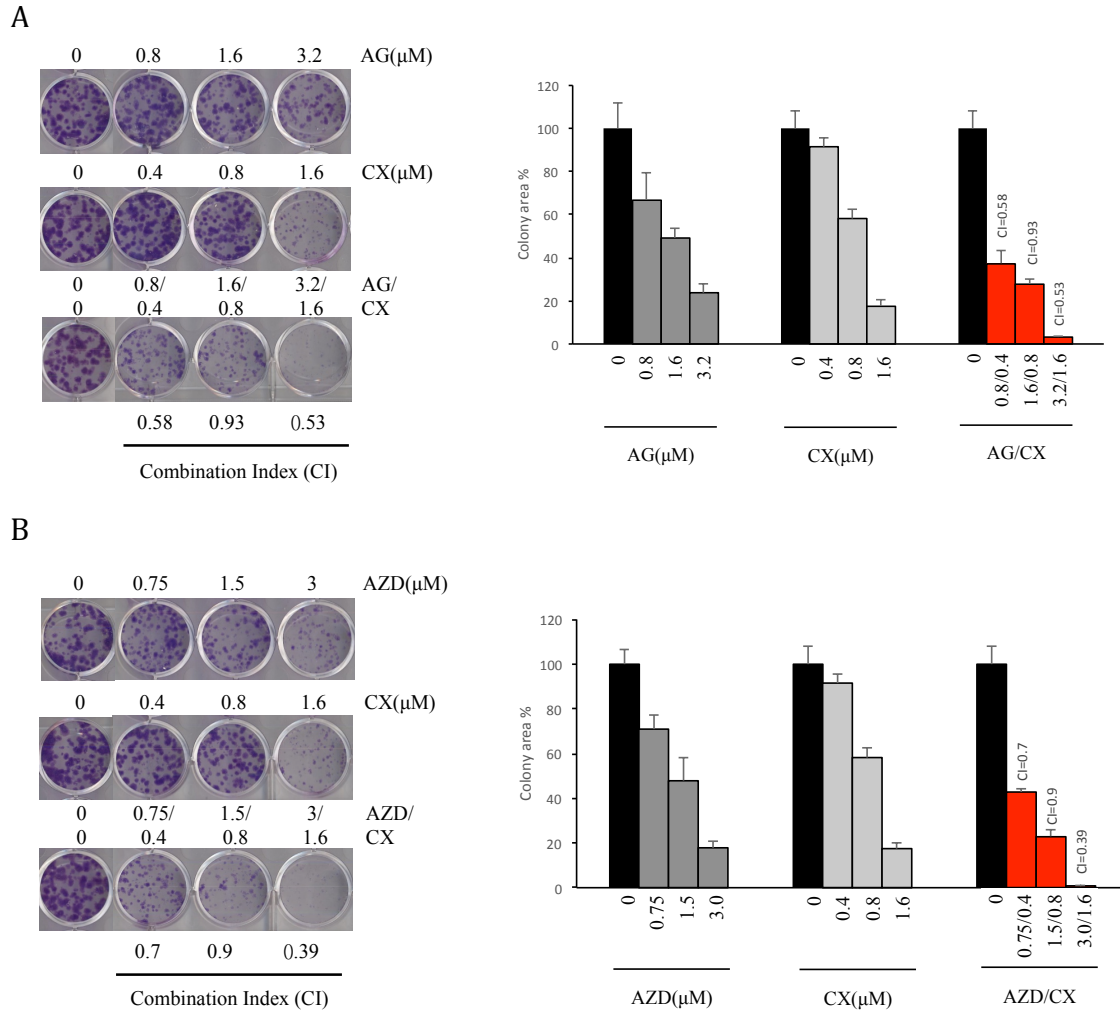 A
0 0.8 1.6 3.2 AG(μM)
0 0.4 0.8 1.6 CX(μM)
0 0.8/ 1.6/ 3.2/ AG/
0 0.4 0.8 1.6 CX
0.58 0.93 0.53
Combination Index (CI)
120
100
80
60
40
20
0
Colony area %
CI=0.58
CI=0.93
CI=0.53
0 0.8 1.6 3.2
0 0.4 0.8 1.6
0 0.8/0.4 1.6/0.8 3.2/1.6
AG(μM) CX(μM) AG/CX
B
0 0.75 1.5 3 AZD(μM)
0 0.4 0.8 1.6 CX(μM)
0 0.75/ 1.5/ 3/ AZD/
0 0.4 0.8 1.6 CX
0.7 0.9 0.39
Combination Index (CI)
120
100
80
60
40
20
0
Colony area %
CI=0.7
CI=0.9
CI=0.39
0 0.75 1.5 3.0
0 0.4 0.8 1.6
0 0.75/0.4 1.5/0.8 3.0/1.6
AZD(μM) CX(μM) AZD/CX